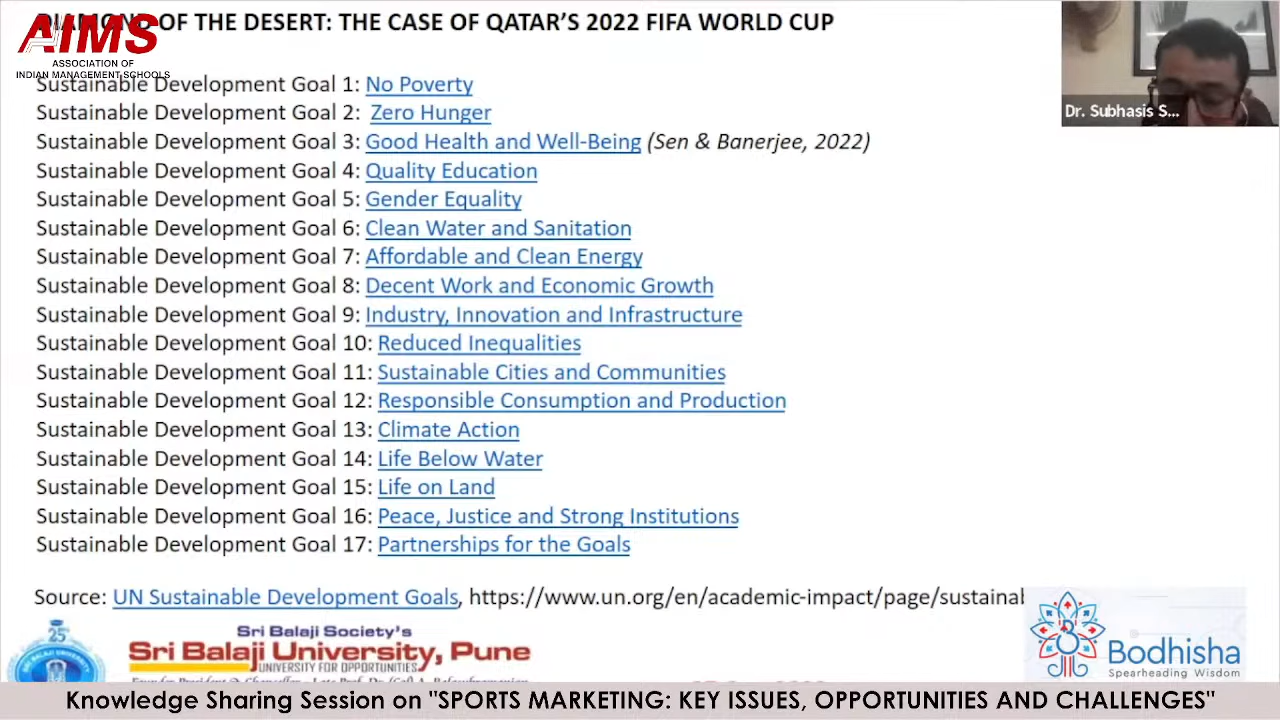 OF THE DESERT: THE CASE OF QATAR'S 2022 FIFA WORLD CUP
AIMS
ASSOCIATION OF
INDIAN MANAGEMENT SCHOOLS
Dr. Subhasis S...
Sustainable Development Goal 1: No Poverty
Sustainable Development Goal 2: Zero Hunger
Sustainable Development Goal 3: Good Health and Well-Being (Sen & Banerjee, 2022)
Sustainable Development Goal 4: Quality Education
Sustainable Development Goal 5: Gender Equality
Sustainable Development Goal 6: Clean Water and Sanitation
Sustainable Development Goal 7: Affordable and Clean Energy
Sustainable Development Goal 8: Decent Work and Economic Growth
Sustainable Development Goal 9: Industry, Innovation and Infrastructure
Sustainable Development Goal 10: Reduced Inequalities
Sustainable Development Goal 11: Sustainable Cities and Communities
Sustainable Development Goal 12: Responsible Consumption and Production
Sustainable Development Goal 13: Climate Action
Sustainable Development Goal 14: Life Below Water
Sustainable Development Goal 15: Life on Land
Sustainable Development Goal 16: Peace, Justice and Strong Institutions
Sustainable Development Goal 17: Partnerships for the Goals
Source: UN Sustainable Development Goals, https://www.un.org/en/academic-impact/page/sustainab
25
Sri Balaji Society's
Sri Balaji University, Pune
UNIVERSITY FOR OPPORTUNITIES
Bodhisha
Spearheading Wisdom
Knowledge Sharing Session on "SPORTS MARKETING: KEY ISSUES, OPPORTUNITIES AND CHALLENGES"